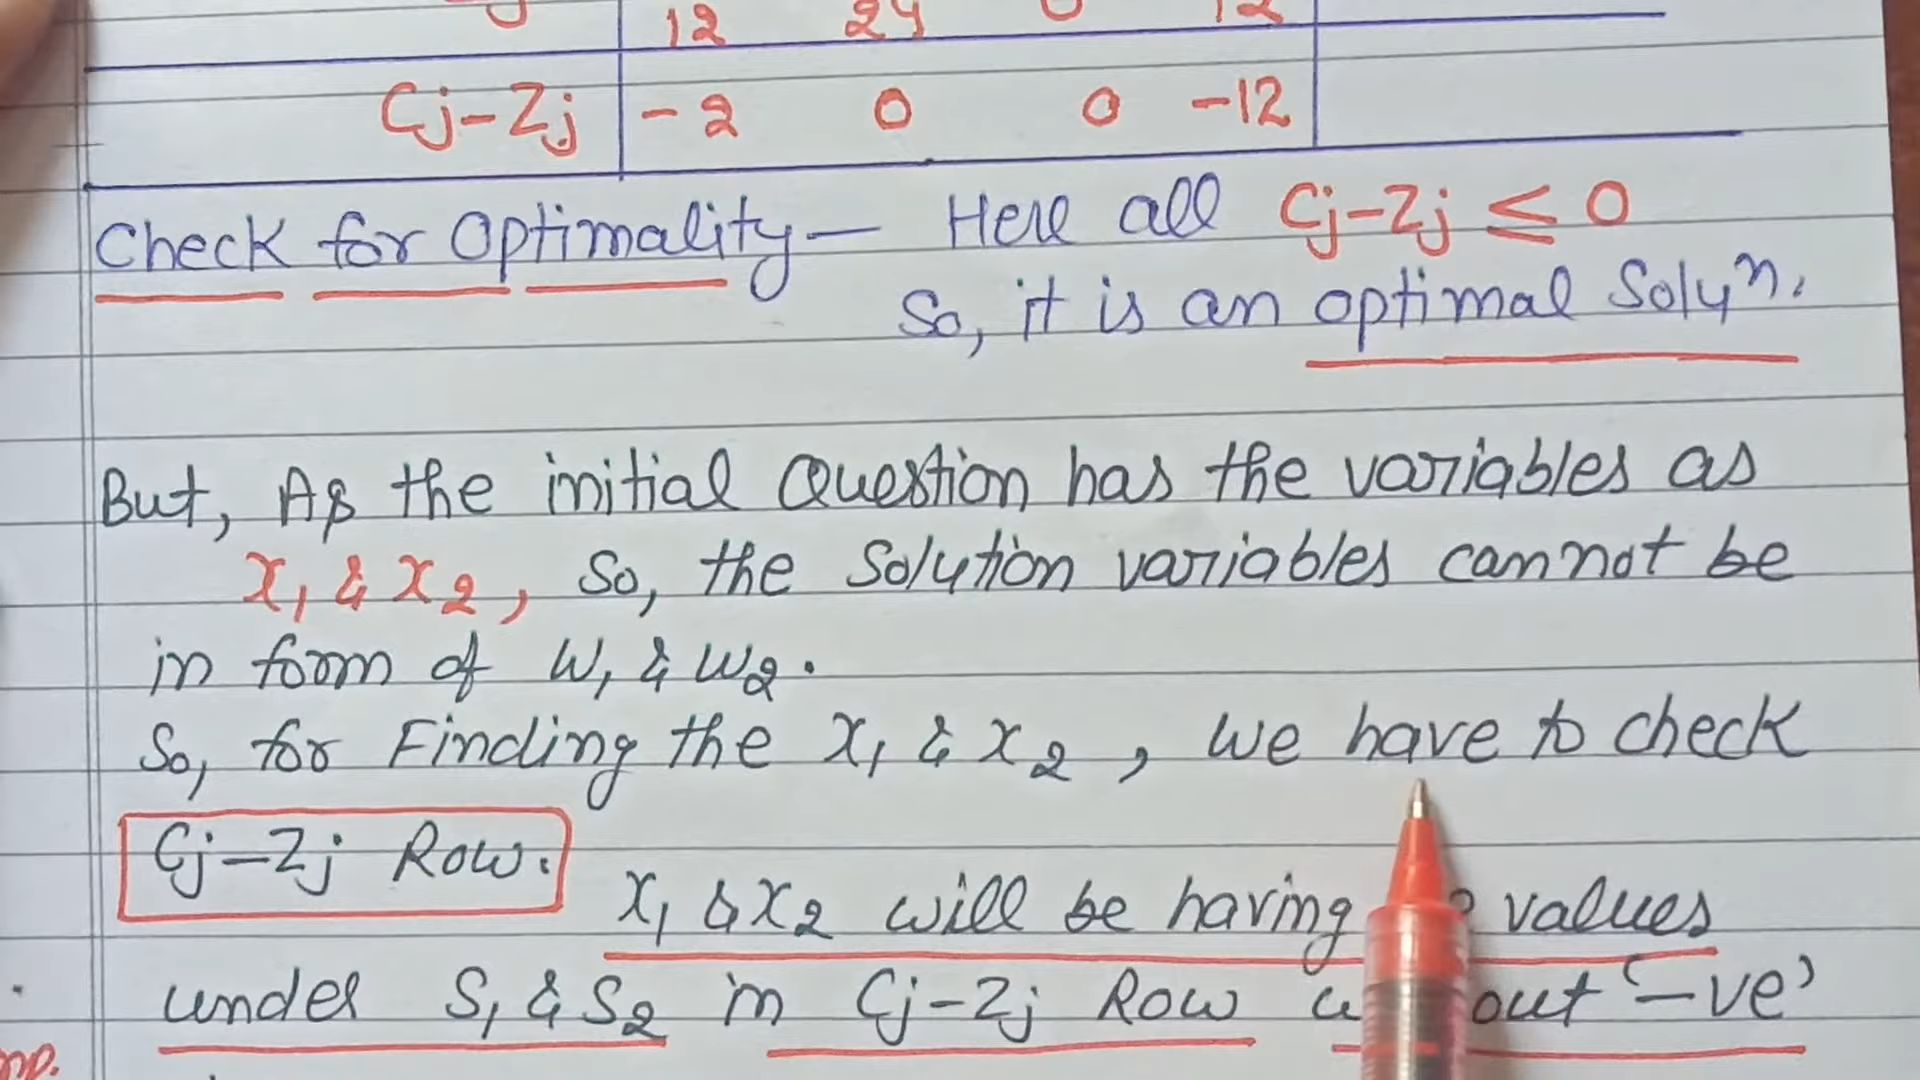 12 24 0 12
Cj-Zj -2 0 0 -12
Check for Optimality — Here all Cj-Zj ≤ 0
So, it is an optimal Soluⁿ.
But, As the initial Question has the variables as
x₁ & x₂, So, the Solution variables cannot be
in form of W₁ & W₂.
So, for Finding the x₁ & x₂, we have to check
Cj-Zj Row.
x₁ & x₂ will be having values
under S₁ & S₂ in Cj-Zj Row out '-ve'